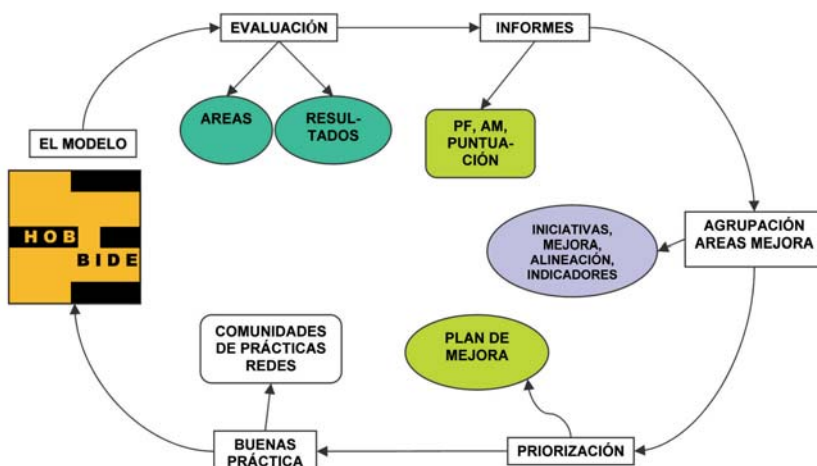 EVALUACIÓN
INFORMES
AREAS
RESUL-
TADOS
PF, AM,
PUNTUA-
CIÓN
EL MODELO
HOB
BIDE
AGRUPACIÓN
AREAS MEJORA
INICIATIVAS,
MEJORA,
ALINEACIÓN,
INDICADORES
COMUNIDADES
DE PRÁCTICAS
REDES
PLAN DE
MEJORA
BUENAS
PRÁCTICA
PRIORIZACIÓN